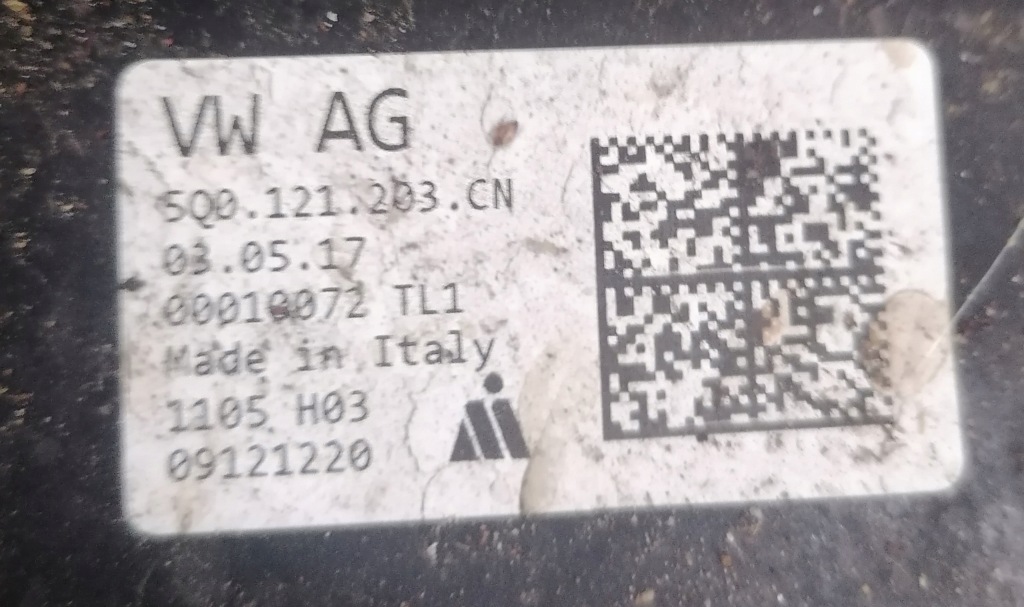 VW AG
5Q0.121.203.CN
03.05.17
00010072 TL1
Made in Italy
1105 H03
09121220